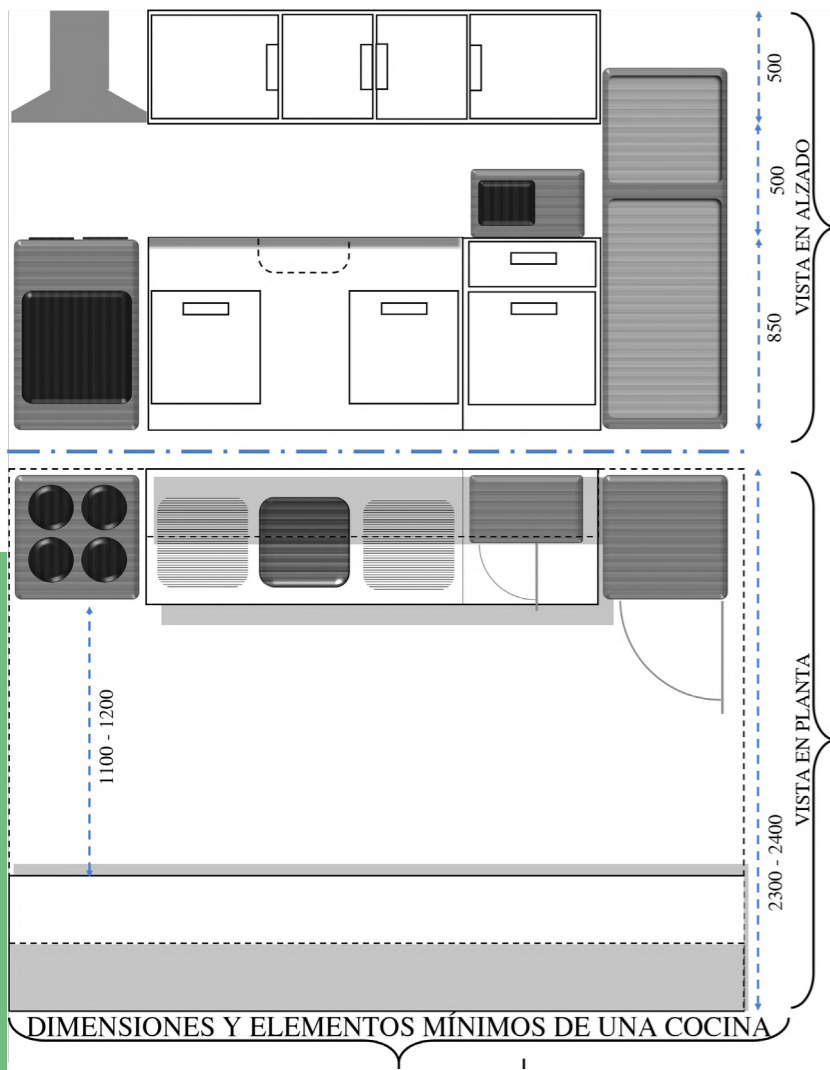 500
500
850
VISTA EN ALZADO
1100 - 1200
2300 - 2400
VISTA EN PLANTA
DIMENSIONES Y ELEMENTOS MÍNIMOS DE UNA COCINA